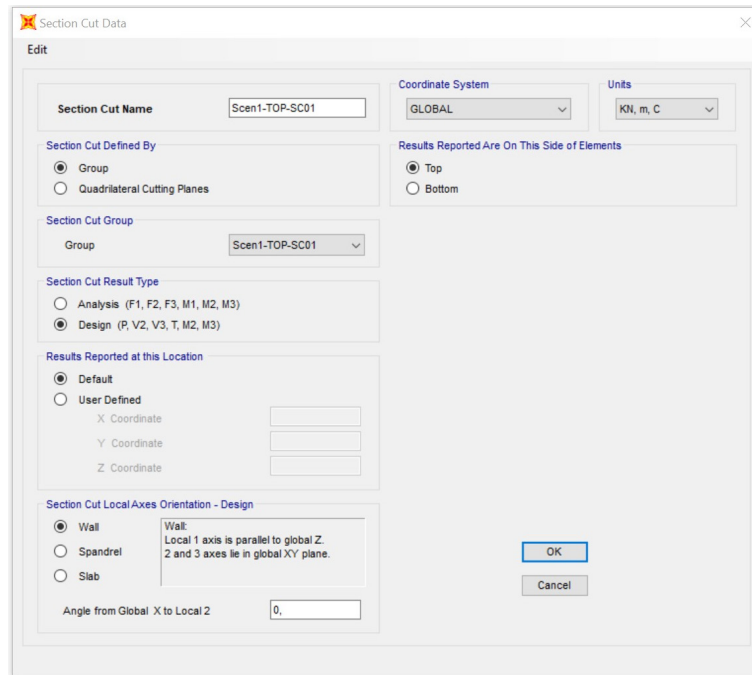 Section Cut Data
Edit
Section Cut Name
Scen1-TOP-SC01
Coordinate System
GLOBAL
Units
KN, m, C
Section Cut Defined By
Group
Quadrilateral Cutting Planes
Results Reported Are On This Side of Elements
Top
Bottom
Section Cut Group
Group
Scen1-TOP-SC01
Section Cut Result Type
Analysis (F1, F2, F3, M1, M2, M3)
Design (P, V2, V3, T, M2, M3)
Results Reported at this Location
Default
User Defined
X Coordinate
Y Coordinate
Z Coordinate
Section Cut Local Axes Orientation - Design
Wall
Spandrel
Slab
Wall:
Local 1 axis is parallel to global Z.
2 and 3 axes lie in global XY plane.
Angle from Global X to Local 2
0,
OK
Cancel